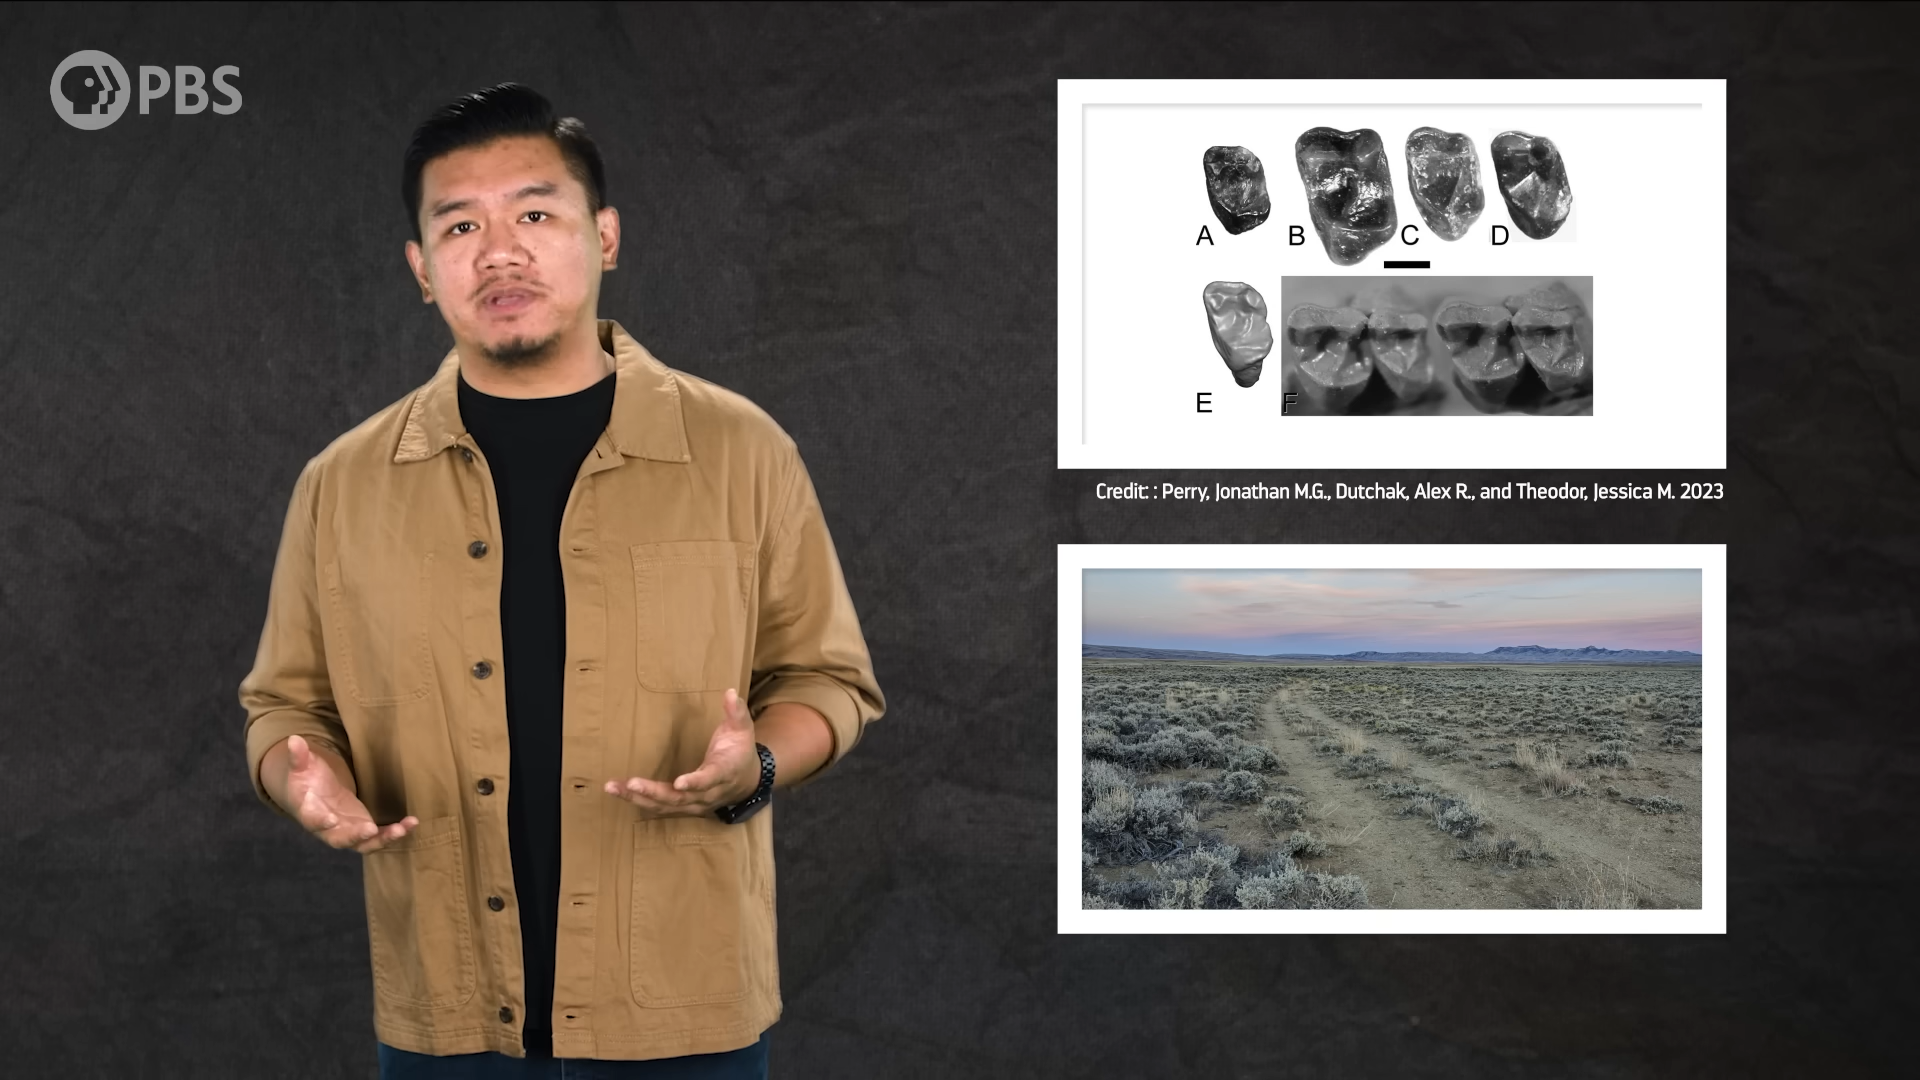 PBS
A
B
C
D
E
F
Credit: : Perry, Jonathan M.G., Dutchak, Alex R., and Theodor, Jessica M. 2023